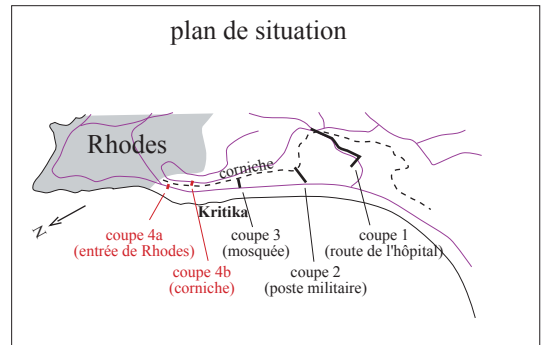 plan de situation
Rhodes
corniche
Kritika
N
coupe 4a
(entrée de Rhodes)
coupe 3
(mosquée)
coupe 1
(route de l'hôpital)
coupe 4b
(corniche)
coupe 2
(poste militaire)